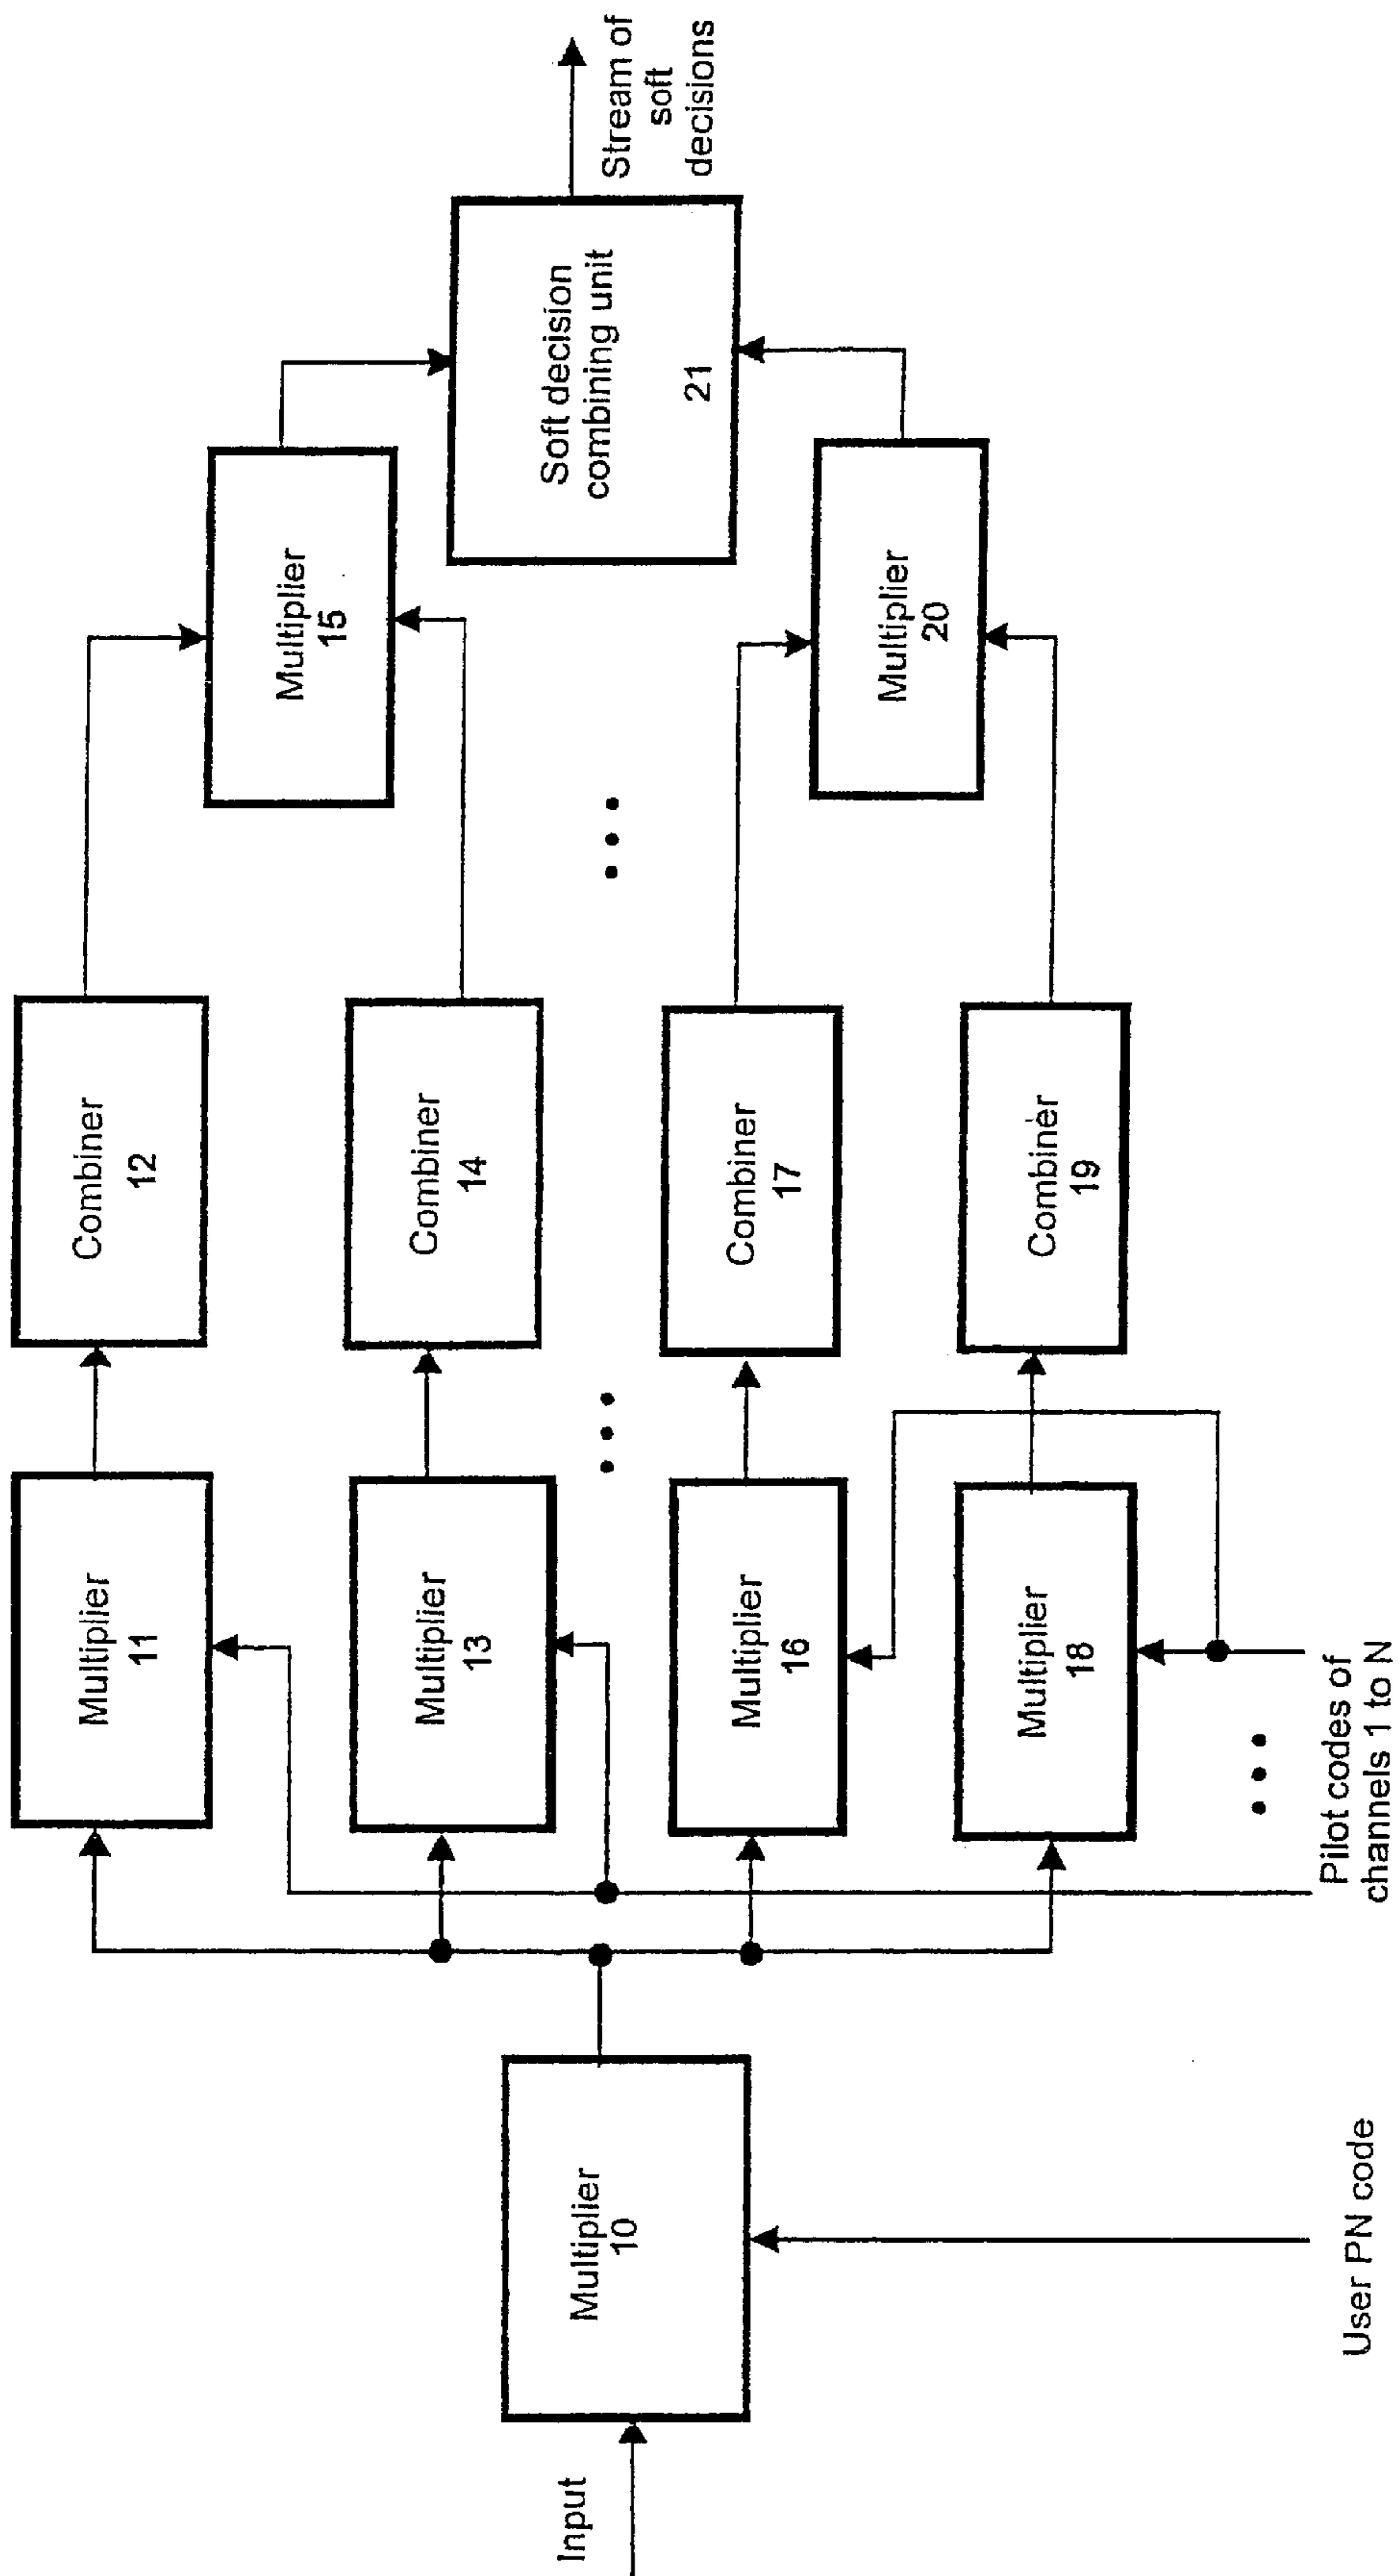 Input
User PN code
Multiplier
10
Multiplier
11
Multiplier
13
Multiplier
16
Multiplier
18
Pilot codes of
channels 1 to N
Combiner
12
Combiner
14
Combiner
17
Combiner
19
Multiplier
15
Multiplier
20
Soft decision
combining unit
21
Stream of
soft
decisions